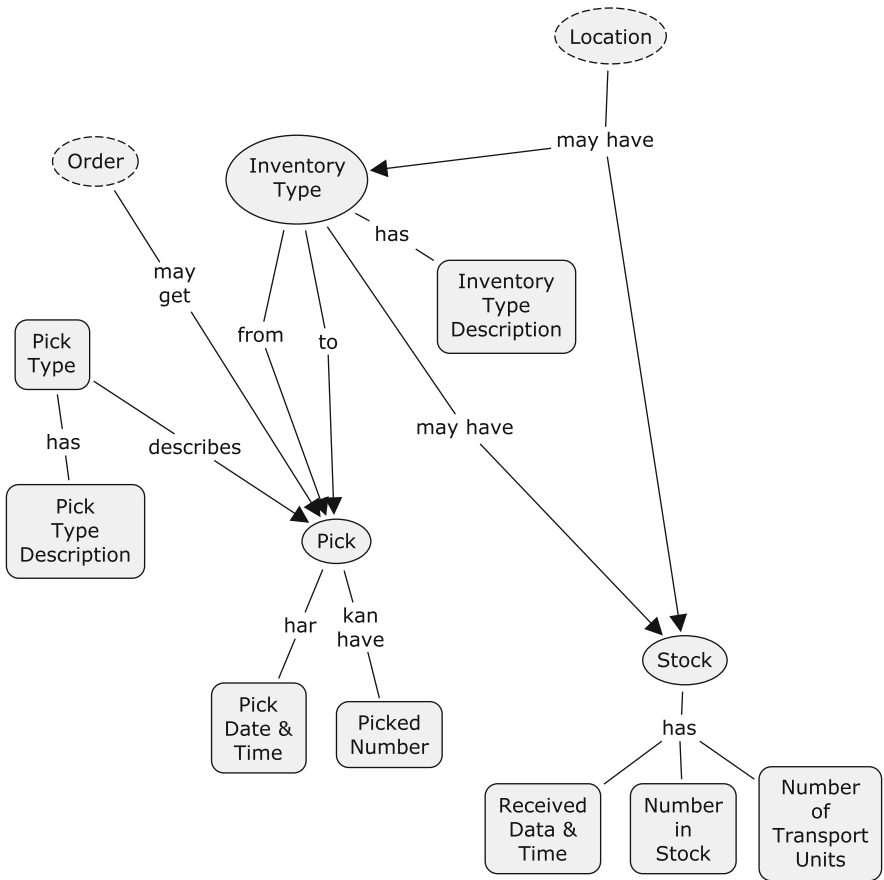 Location
may have
Order
Inventory
Type
has
may
get
Inventory
Type
Description
from
to
Pick
Type
may have
has
describes
Pick
Type
Description
Pick
har
kan
have
Stock
Pick
Date &
Time
Picked
Number
has
Received
Data &
Time
Number
in
Stock
Number
of
Transport
Units